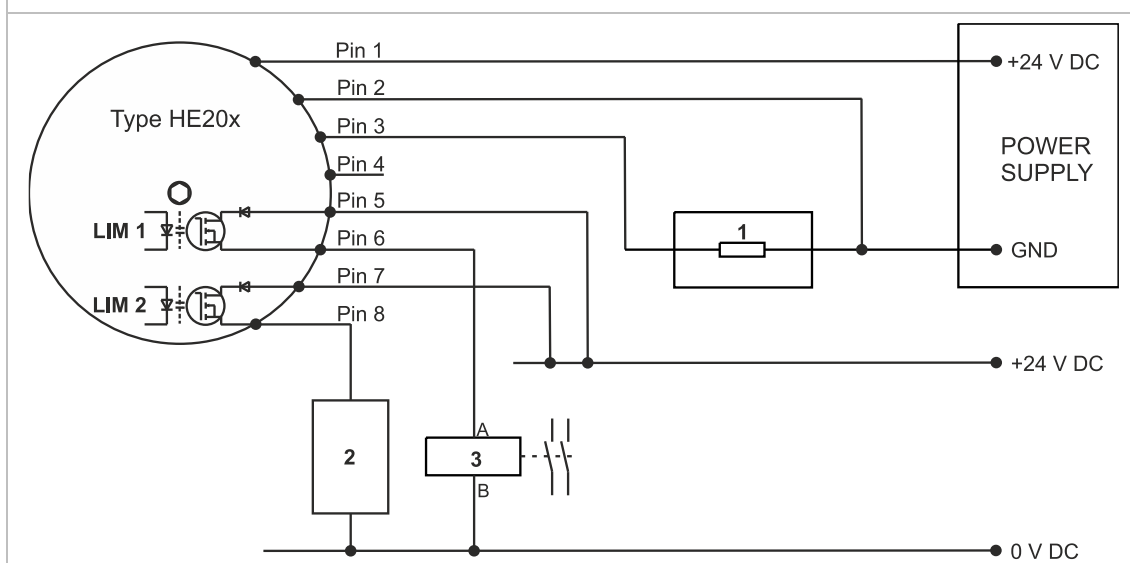 Pin 1
+24 V DC
Pin 2
Type HE20x
Pin 3
POWER
SUPPLY
Pin 4
Pin 5
LIM 1
1
Pin 6
GND
Pin 7
LIM 2
Pin 8
+24 V DC
A
2
3
B
0 V DC